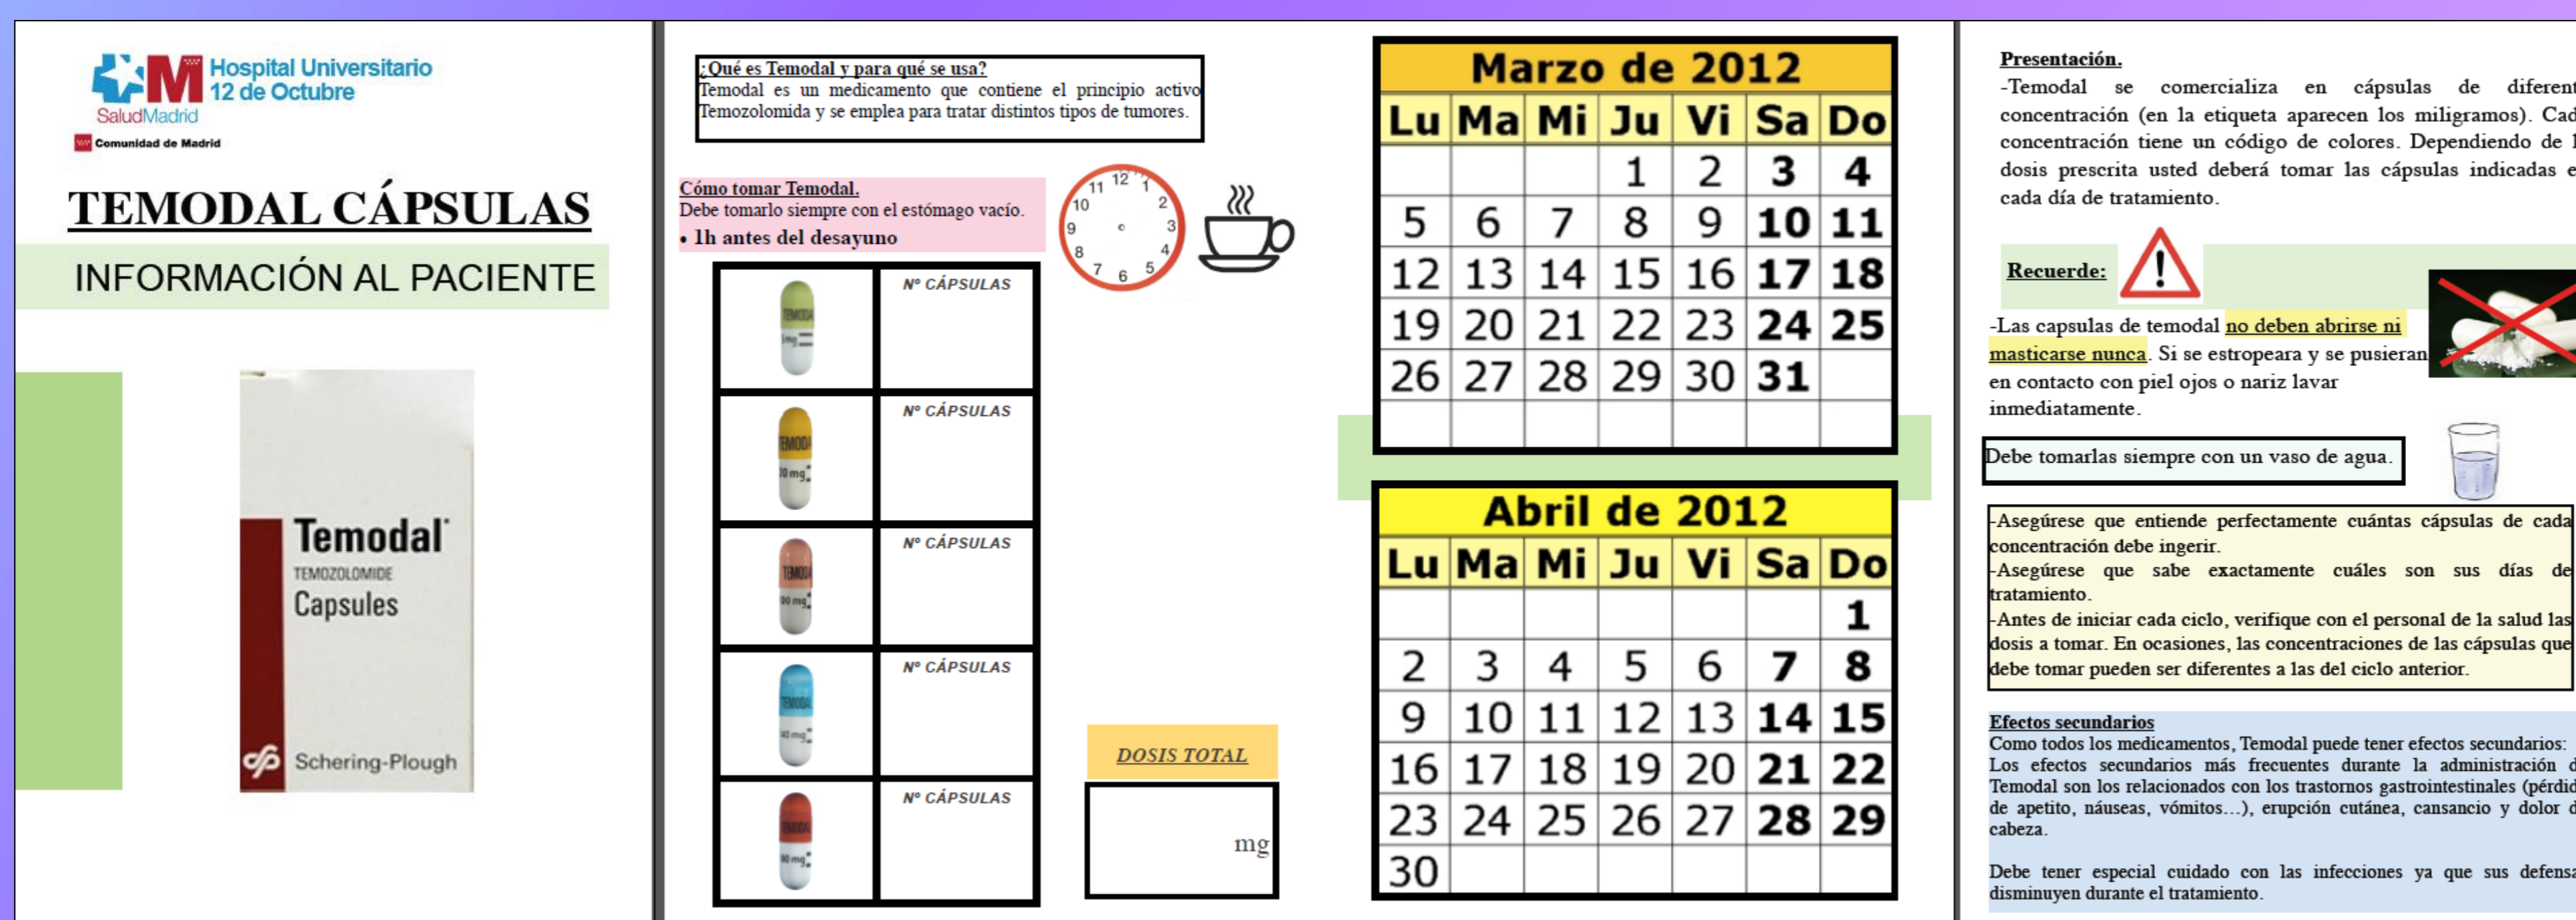 Hospital Universitario
12 de Octubre
SaludMadrid
Comunidad de Madrid
TEMODAL CÁPSULAS
INFORMACIÓN AL PACIENTE
Temodal
TEMOZOLOMIDE
Capsules
Schering-Plough
¿Qué es Temodal y para qué se usa?
Temodal es un medicamento que contiene el principio activo
Temozolomida y se emplea para tratar distintos tipos de tumores.
Cómo tomar Temodal.
Debe tomarlo siempre con el estómago vacío.
• 1h antes del desayuno
12 1 2 3 4 5 6 7 8 9 10 11
Nº CÁPSULAS
Nº CÁPSULAS
Nº CÁPSULAS
Nº CÁPSULAS
Nº CÁPSULAS
DOSIS TOTAL
mg
Marzo de 2012
Lu Ma Mi Ju Vi Sa Do
1 2 3 4
5 6 7 8 9 10 11
12 13 14 15 16 17 18
19 20 21 22 23 24 25
26 27 28 29 30 31
Abril de 2012
Lu Ma Mi Ju Vi Sa Do
1
2 3 4 5 6 7 8
9 10 11 12 13 14 15
16 17 18 19 20 21 22
23 24 25 26 27 28 29
30
Presentación.
-Temodal se comercializa en cápsulas de diferent
concentración (en la etiqueta aparecen los miligramos). Cad
concentración tiene un código de colores. Dependiendo de l
dosis prescrita usted deberá tomar las cápsulas indicadas e
cada día de tratamiento.
Recuerde:
-Las capsulas de temodal no deben abrirse ni
masticarse nunca. Si se estropeara y se pusieran
en contacto con piel ojos o nariz lavar
inmediatamente.
Debe tomarlas siempre con un vaso de agua.
-Asegúrese que entiende perfectamente cuántas cápsulas de cada
concentración debe ingerir.
-Asegúrese que sabe exactamente cuáles son sus días de
tratamiento.
-Antes de iniciar cada ciclo, verifique con el personal de la salud las
dosis a tomar. En ocasiones, las concentraciones de las cápsulas que
debe tomar pueden ser diferentes a las del ciclo anterior.
Efectos secundarios
Como todos los medicamentos, Temodal puede tener efectos secundarios:
Los efectos secundarios más frecuentes durante la administración d
Temodal son los relacionados con los trastornos gastrointestinales (pérdid
de apetito, náuseas, vómitos…), erupción cutánea, cansancio y dolor d
cabeza.
Debe tener especial cuidado con las infecciones ya que sus defensa
disminuyen durante el tratamiento.